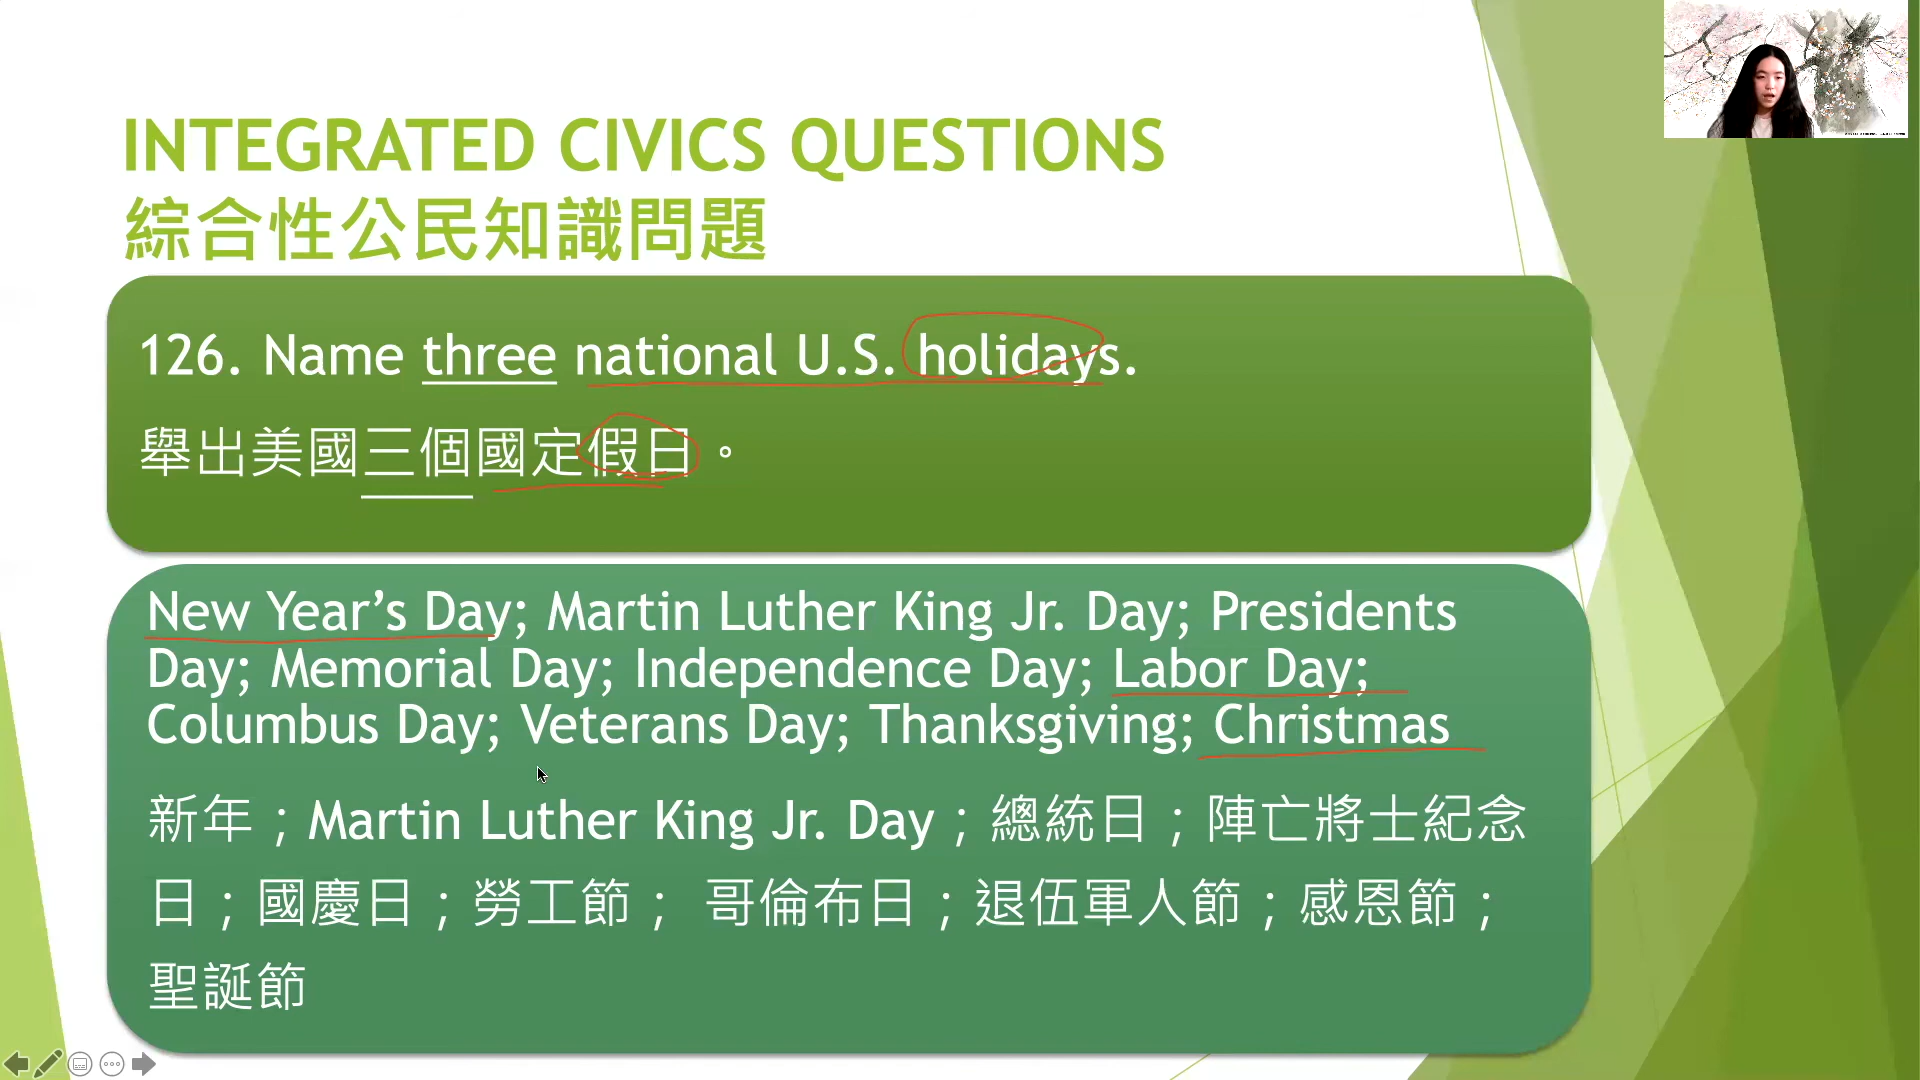 INTEGRATED CIVICS QUESTIONS
綜合性公民知識問題
126. Name three national U.S. holidays.
舉出美國三個國定假日。
New Year’s Day; Martin Luther King Jr. Day; Presidents
Day; Memorial Day; Independence Day; Labor Day;
Columbus Day; Veterans Day; Thanksgiving; Christmas
新年；Martin Luther King Jr. Day；總統日；陣亡將士紀念
日；國慶日；勞工節； 哥倫布日；退伍軍人節；感恩節；
聖誕節